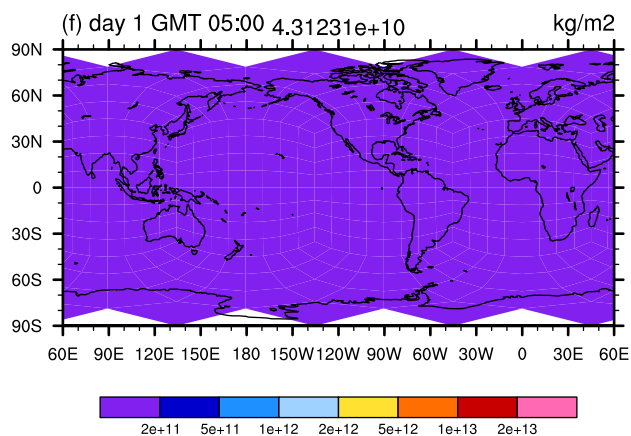 (f) day 1 GMT 05:00 4.31231e+10 kg/m2
90N
60N
30N
0
30S
60S
90S
60E 90E 120E 150E 180 150W 120W 90W 60W 30W 0 30E 60E
2e+11 5e+11 1e+12 2e+12 5e+12 1e+13 2e+13